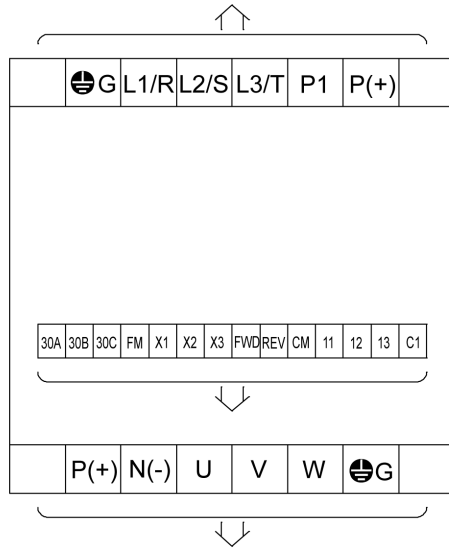 G L1/R L2/S L3/T P1 P(+)
30A 30B 30C FM X1 X2 X3 FWD REV CM 11 12 13 C1
P(+) N(-) U V W G